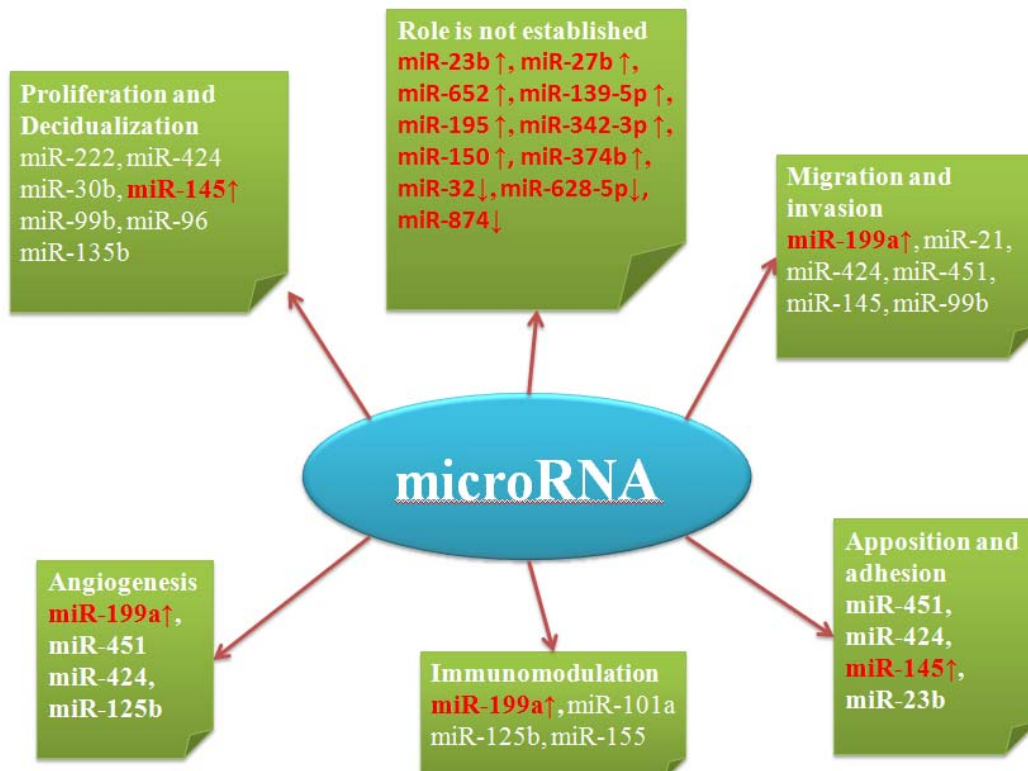 Role is not established
miR-23b ↑, miR-27b ↑,
miR-652 ↑, miR-139-5p ↑,
miR-195 ↑, miR-342-3p ↑,
miR-150 ↑, miR-374b ↑,
miR-32↓, miR-628-5p↓,
miR-874↓
Proliferation and
Decidualization
miR-222, miR-424
miR-30b, miR-145↑
miR-99b, miR-96
miR-135b
Migration and
invasion
miR-199a↑, miR-21,
miR-424, miR-451,
miR-145, miR-99b
microRNA
Angiogenesis
miR-199a↑,
miR-451
miR-424,
miR-125b
Immunomodulation
miR-199a↑, miR-101a
miR-125b, miR-155
Apposition and
adhesion
miR-451,
miR-424,
miR-145↑,
miR-23b